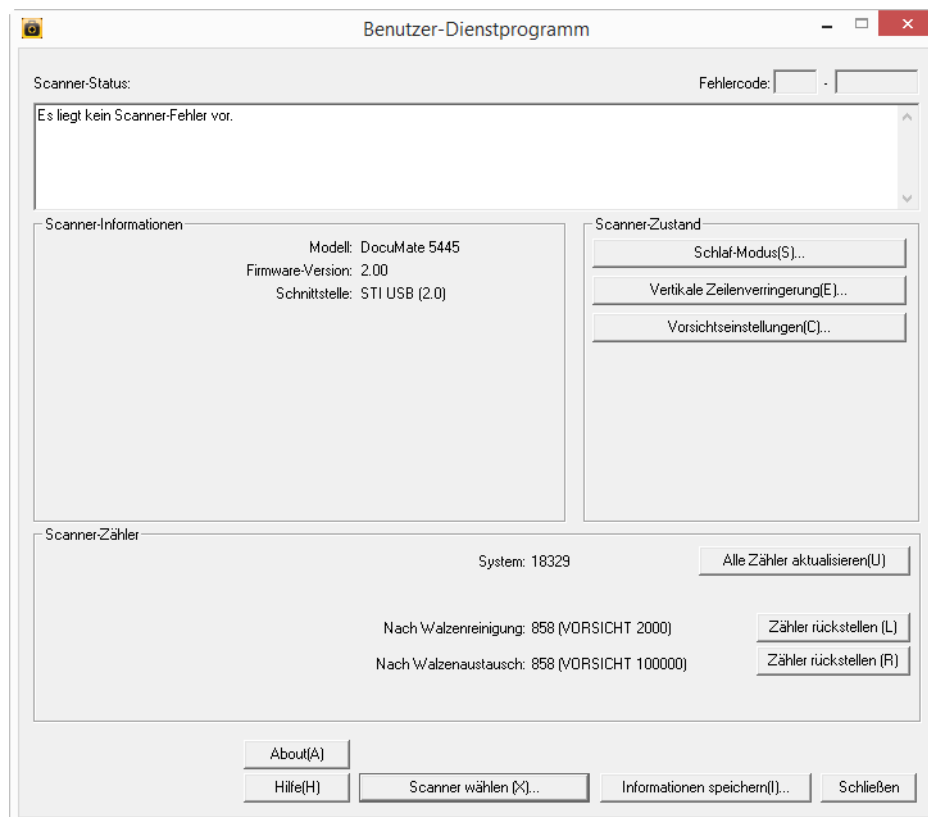 Benutzer-Dienstprogramm
Scanner-Status:
Fehlercode: -
Es liegt kein Scanner-Fehler vor.
Scanner-Informationen
Modell: DocuMate 5445
Firmware-Version: 2.00
Schnittstelle: STI USB (2.0)
Scanner-Zustand
Schlaf-Modus(S)...
Vertikale Zeilenverringerung(E)...
Vorsichtseinstellungen(C)...
Scanner-Zähler
System: 18329
Alle Zähler aktualisieren(U)
Nach Walzenreinigung: 858 (VORSICHT 2000)
Zähler rückstellen (L)
Nach Walzenaustausch: 858 (VORSICHT 100000)
Zähler rückstellen (R)
About(A)
Hilfe(H)
Scanner wählen (X)...
Informationen speichern(I)...
Schließen